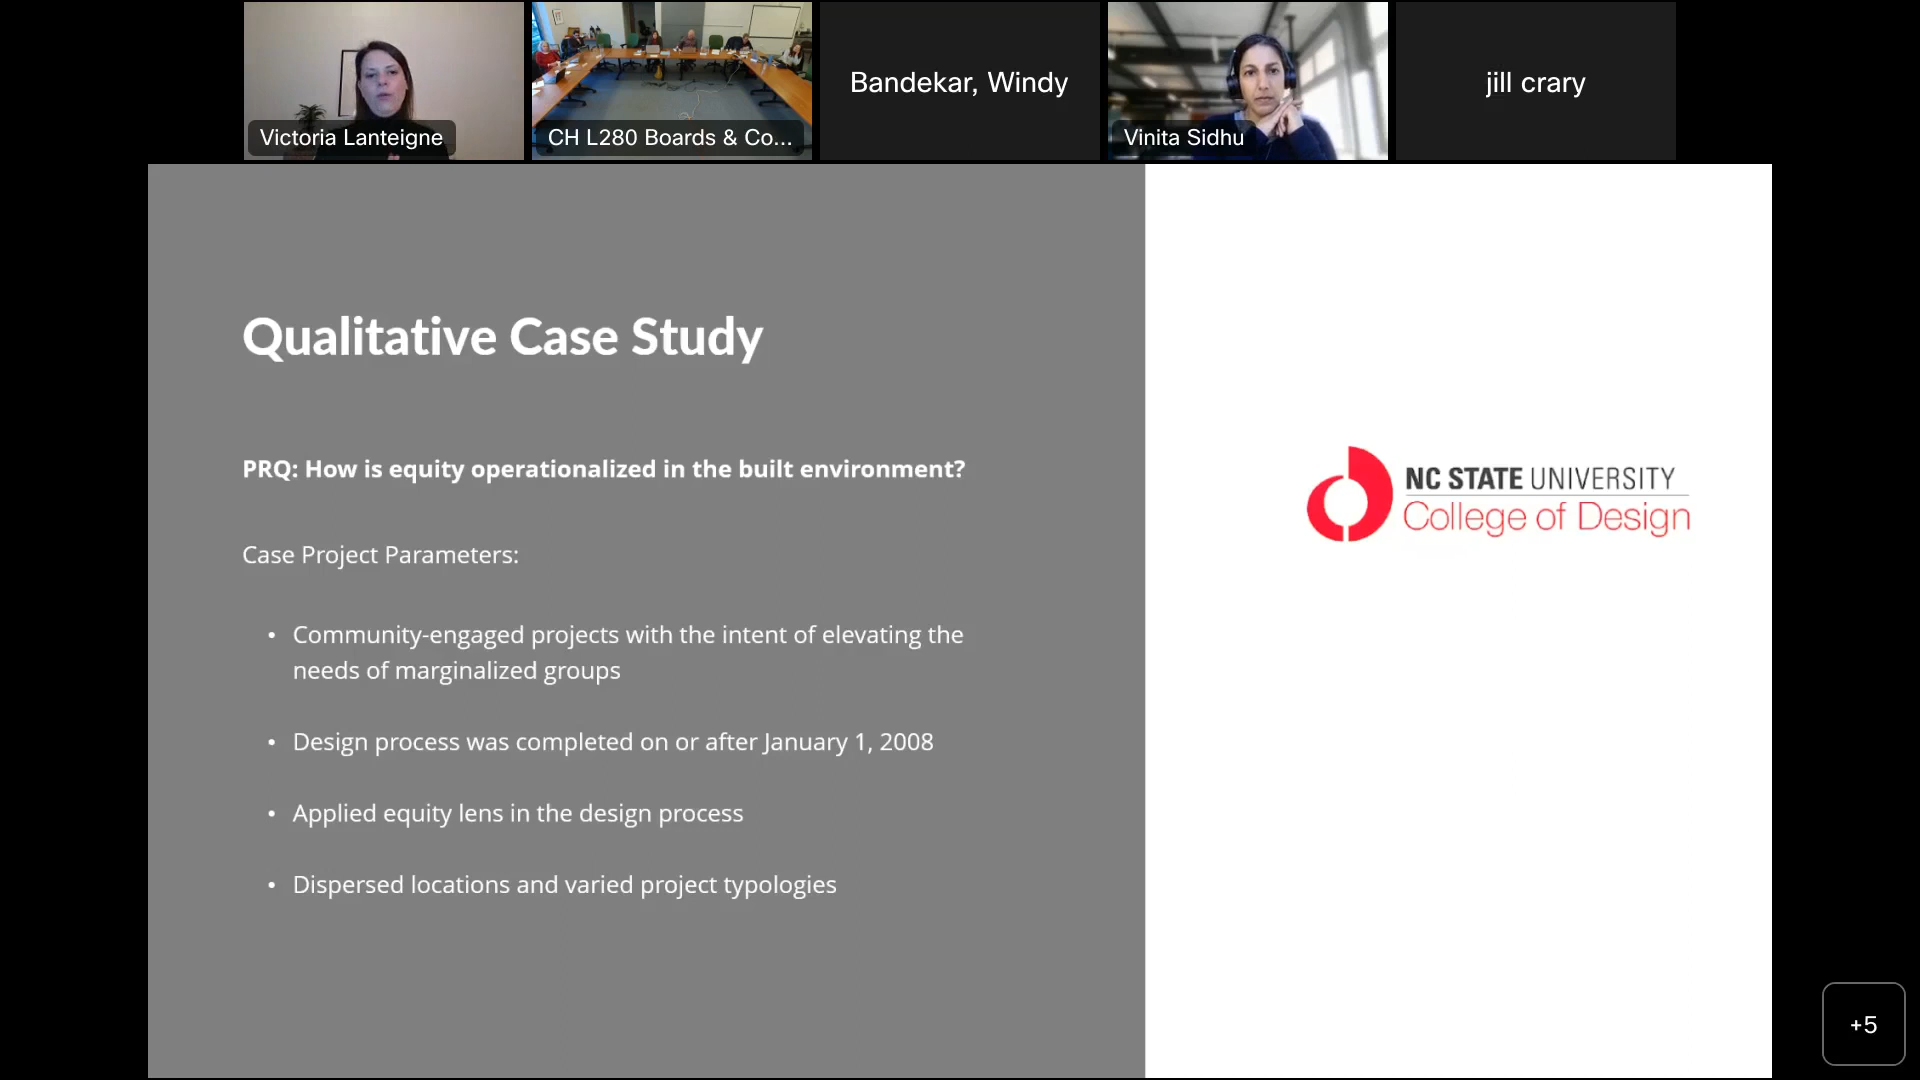 Victoria Lanteigne
CH L280 Boards & Co...
Bandekar, Windy
Vinita Sidhu
jill crary
Qualitative Case Study
PRQ: How is equity operationalized in the built environment?
Case Project Parameters:
• Community-engaged projects with the intent of elevating the
needs of marginalized groups
• Design process was completed on or after January 1, 2008
• Applied equity lens in the design process
• Dispersed locations and varied project typologies
NC STATE UNIVERSITY
College of Design
+5